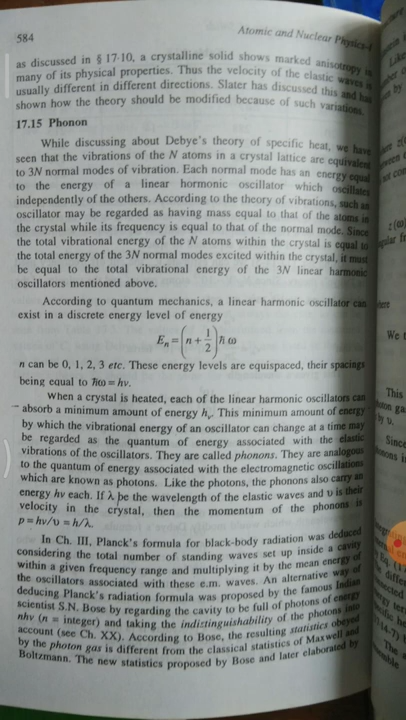 584
Atomic and Nuclear Physics-I
as discussed in § 17·10, a crystalline solid shows marked anisotropy in
many of its physical properties. Thus the velocity of the elastic waves is
usually different in different directions. Slater has discussed this and has
shown how the theory should be modified because of such variations.
17.15 Phonon
While discussing about Debye's theory of specific heat, we have
seen that the vibrations of the N atoms in a crystal lattice are equivalent
to 3N normal modes of vibration. Each normal mode has an energy equal
to the energy of a linear hormonic oscillator which oscillates
independently of the others. According to the theory of vibrations, such an
oscillator may be regarded as having mass equal to that of the atoms in
the crystal while its frequency is equal to that of the normal mode. Since
the total vibrational energy of the N atoms within the crystal is equal to
the total energy of the 3N normal modes excited within the crystal, it must
be equal to the total vibrational energy of the 3N linear harmonic
oscillators mentioned above.
According to quantum mechanics, a linear harmonic oscillator can
exist in a discrete energy level of energy
Eₙ = (n + 1/2) ħ ω
n can be 0, 1, 2, 3 etc. These energy levels are equispaced, their spacings
being equal to ħω = hν.
When a crystal is heated, each of the linear harmonic oscillators can
absorb a minimum amount of energy hᵥ. This minimum amount of energy
by which the vibrational energy of an oscillator can change at a time may
be regarded as the quantum of energy associated with the elastic
vibrations of the oscillators. They are called phonons. They are analogous
to the quantum of energy associated with the electromagnetic oscillations
which are known as photons. Like the photons, the phonons also carry an
energy hν each. If λ be the wavelength of the elastic waves and υ is their
velocity in the crystal, then the momentum of the phonons is
p = hν/υ = h/λ.
In Ch. III, Planck's formula for black-body radiation was deduced
considering the total number of standing waves set up inside a cavity
within a given frequency range and multiplying it by the mean energy of
the oscillators associated with these e.m. waves. An alternative way of
deducing Planck's radiation formula was proposed by the famous Indian
scientist S.N. Bose by regarding the cavity to be full of photons of energy
nhν (n = integer) and taking the indistinguishability of the photons into
account (see Ch. XX). According to Bose, the resulting statistics obeyed
by the photon gas is different from the classical statistics of Maxwell and
Boltzmann. The new statistics proposed by Bose and later elaborated by